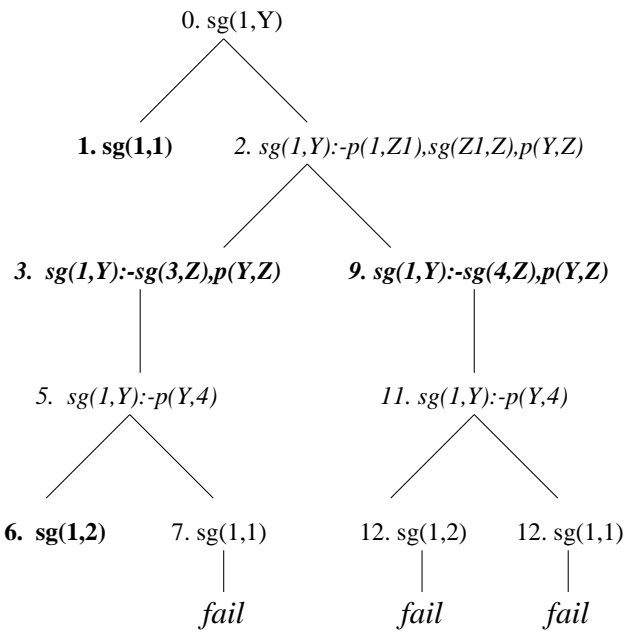 0. sg(1,Y)
1. sg(1,1) 2. sg(1,Y):-p(1,Z1),sg(Z1,Z),p(Y,Z)
3. sg(1,Y):-sg(3,Z),p(Y,Z) 9. sg(1,Y):-sg(4,Z),p(Y,Z)
5. sg(1,Y):-p(Y,4) 11. sg(1,Y):-p(Y,4)
6. sg(1,2) 7. sg(1,1) 12. sg(1,2) 12. sg(1,1)
fail fail fail